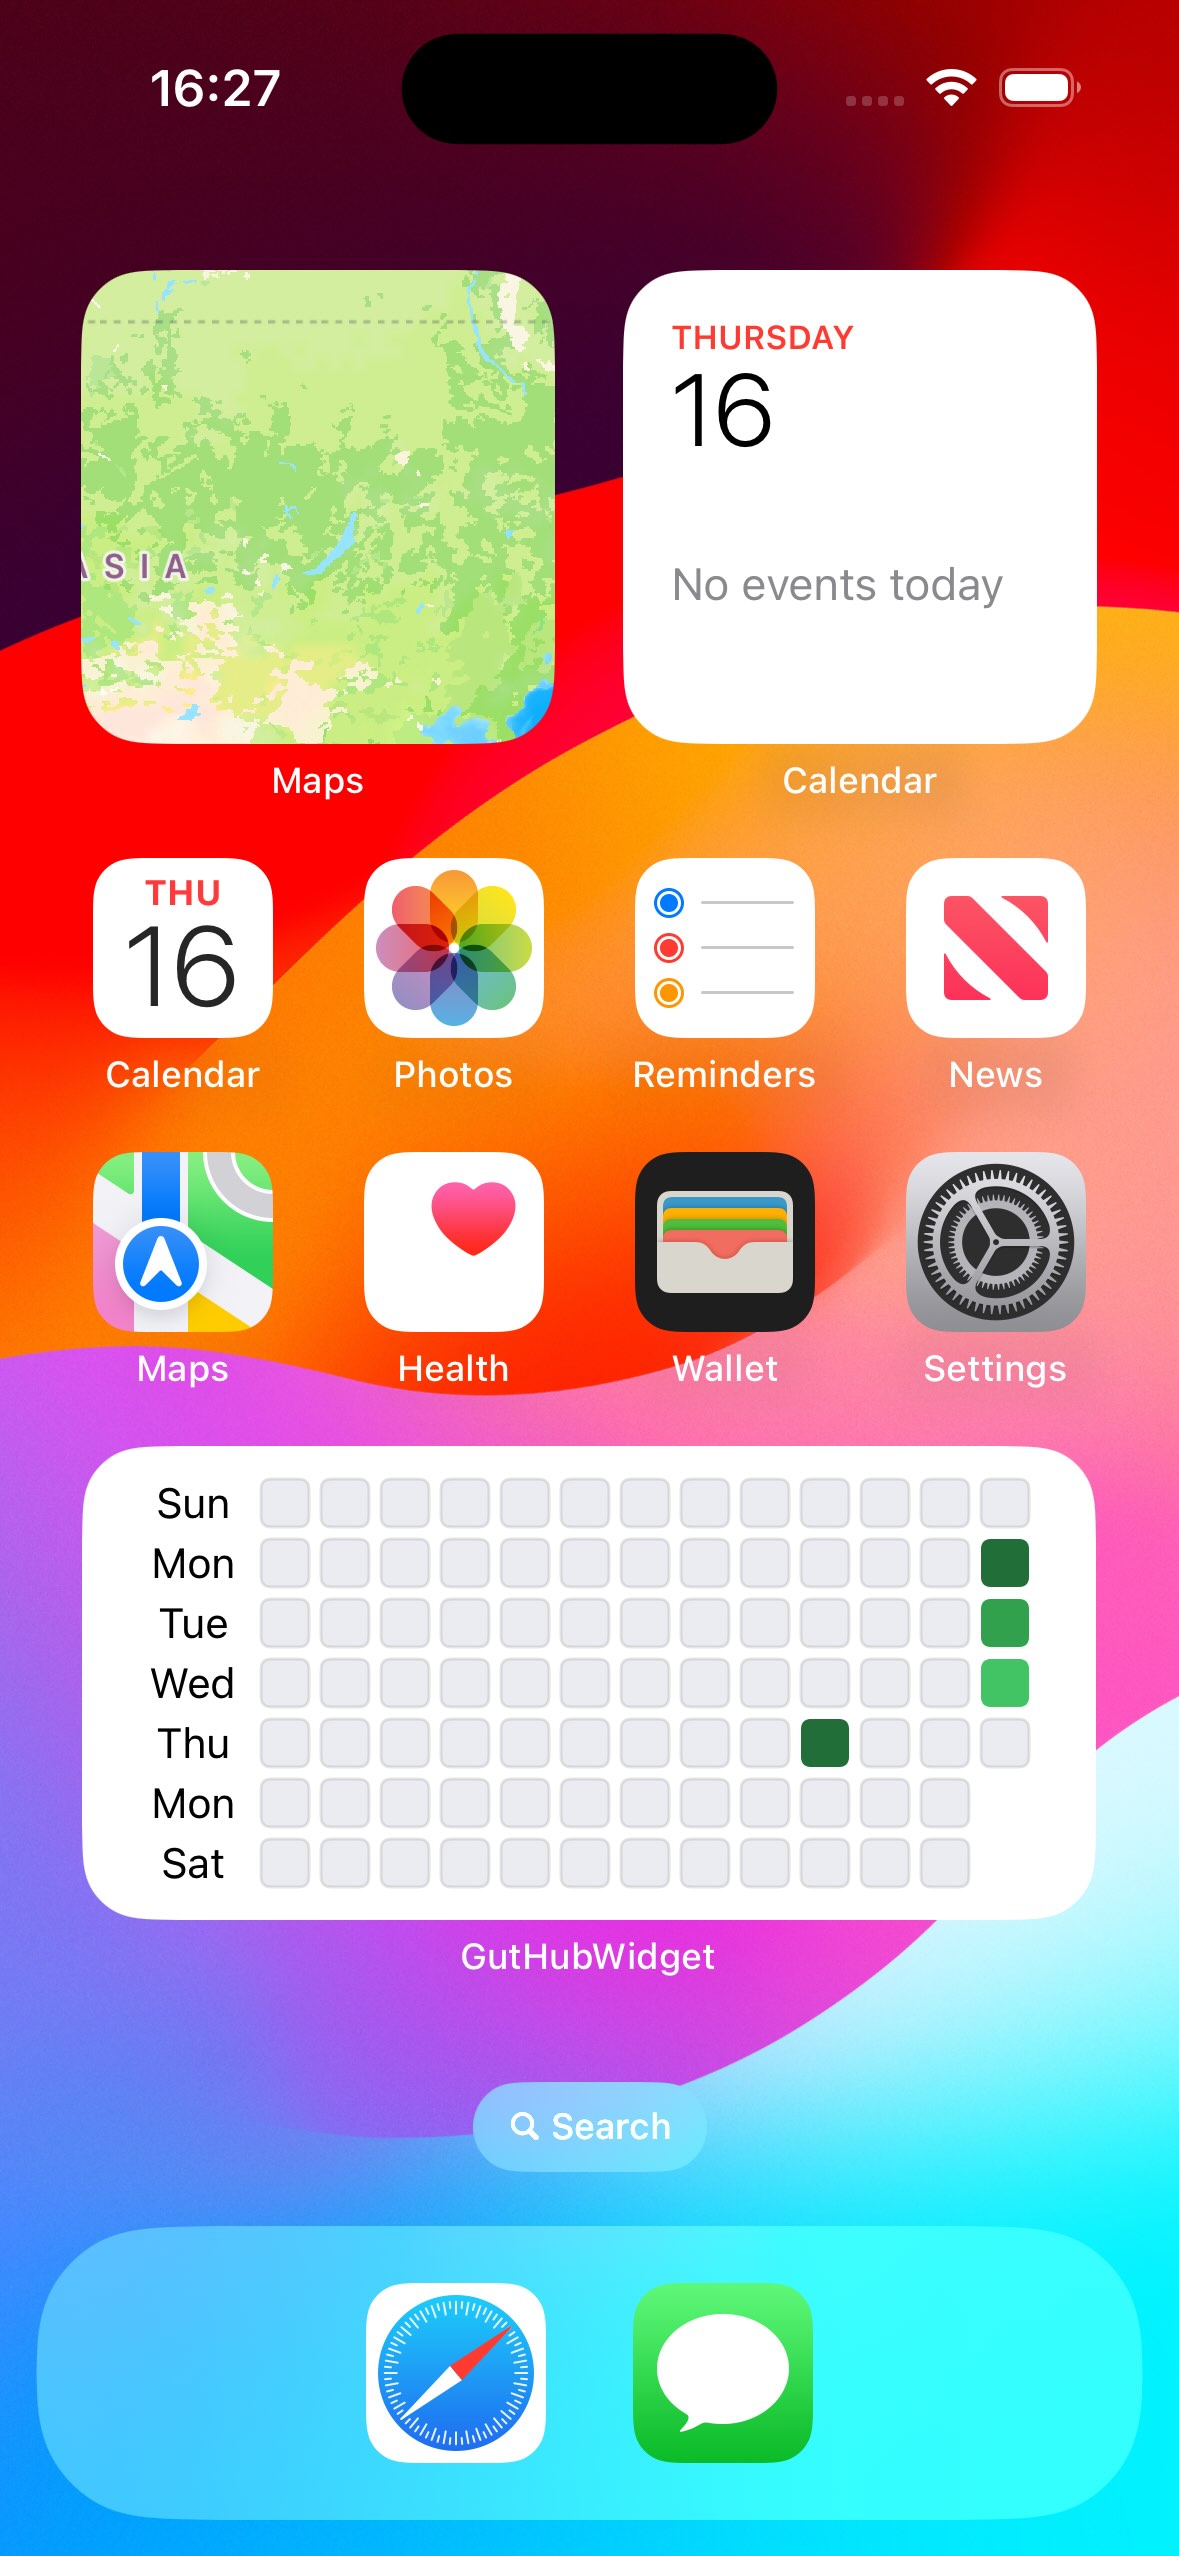 16:27
ASIA
THURSDAY
16
No events today
Maps
Calendar
THU
16
Calendar
Photos
Reminders
News
Maps
Health
Wallet
Settings
Sun
Mon
Tue
Wed
Thu
Mon
Sat
GutHubWidget
Search